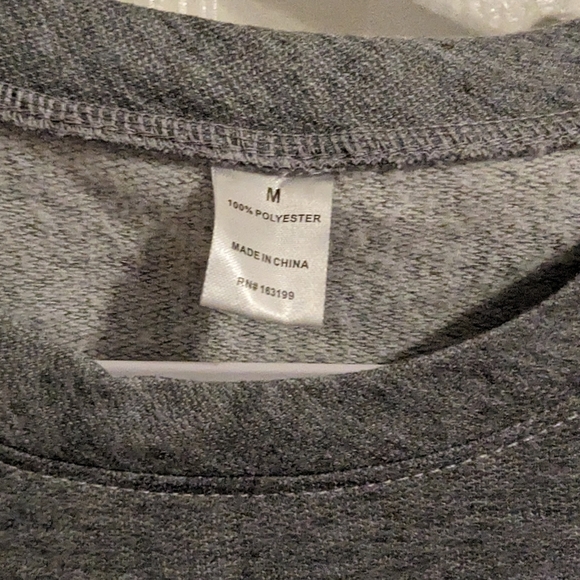 M
100% POLYESTER
MADE IN CHINA
RN# 163199